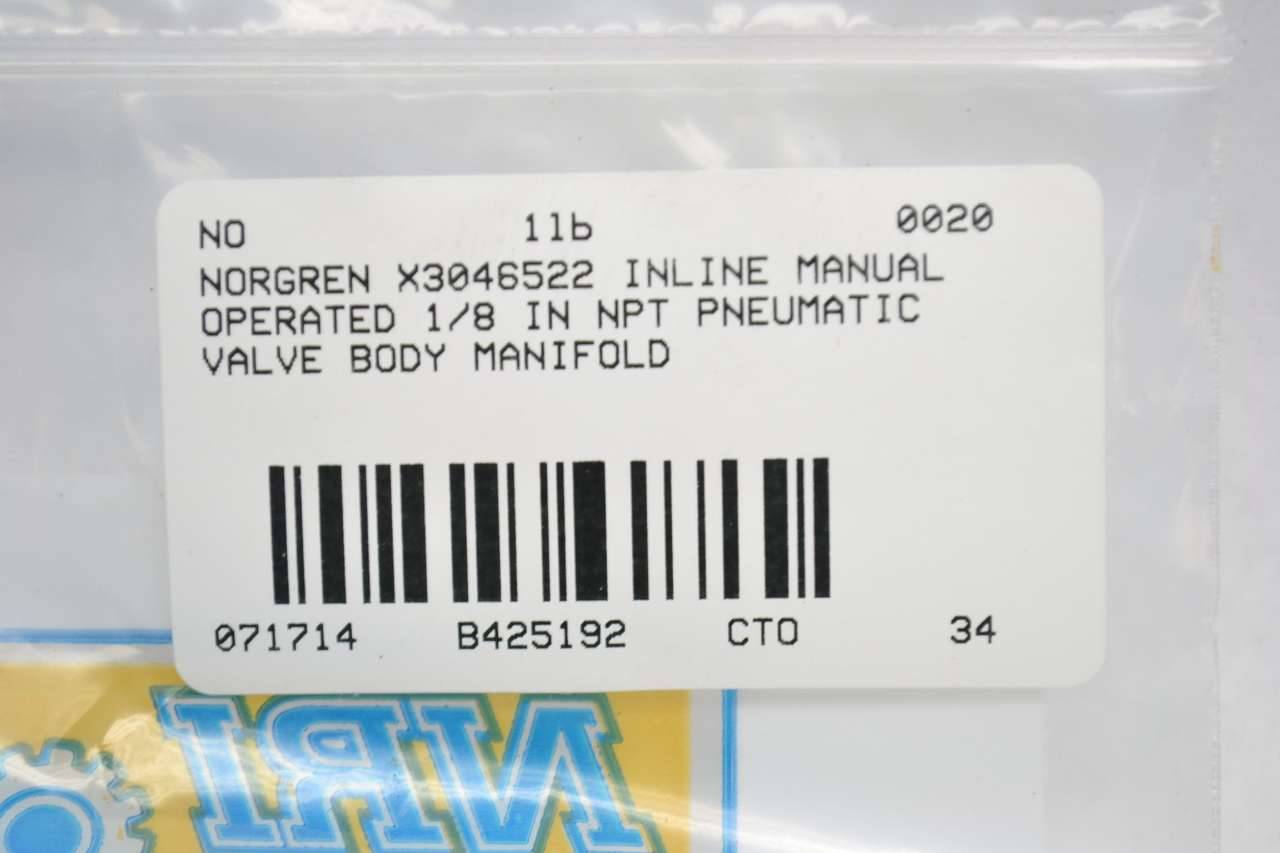 NO 1lb 0020
NORGREN X3046522 INLINE MANUAL
OPERATED 1/8 IN NPT PNEUMATIC
VALVE BODY MANIFOLD
071714 B425192 CTO 34
NRI